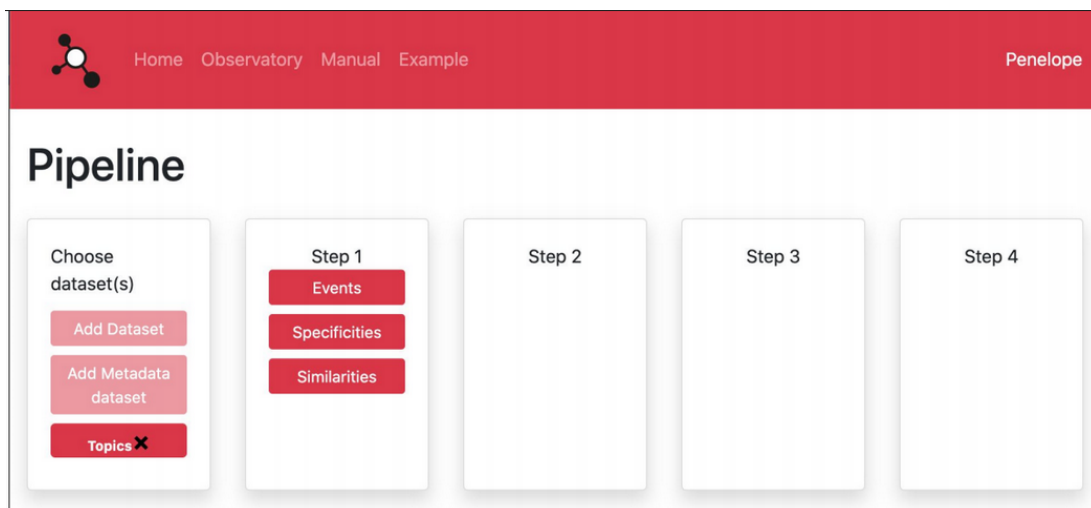 Home Observatory Manual Example Penelope
Pipeline
Choose
dataset(s)
Add Dataset
Add Metadata
dataset
Topics
Step 1
Events
Specificities
Similarities
Step 2
Step 3
Step 4